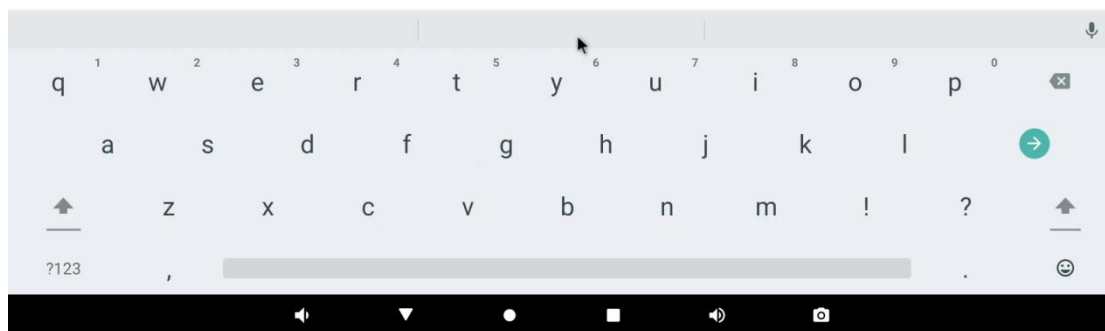 1 2 3 4 5 6 7 8 9 0
q w e r t y u i o p
a s d f g h j k l
z x c v b n m ! ?
?123 , .